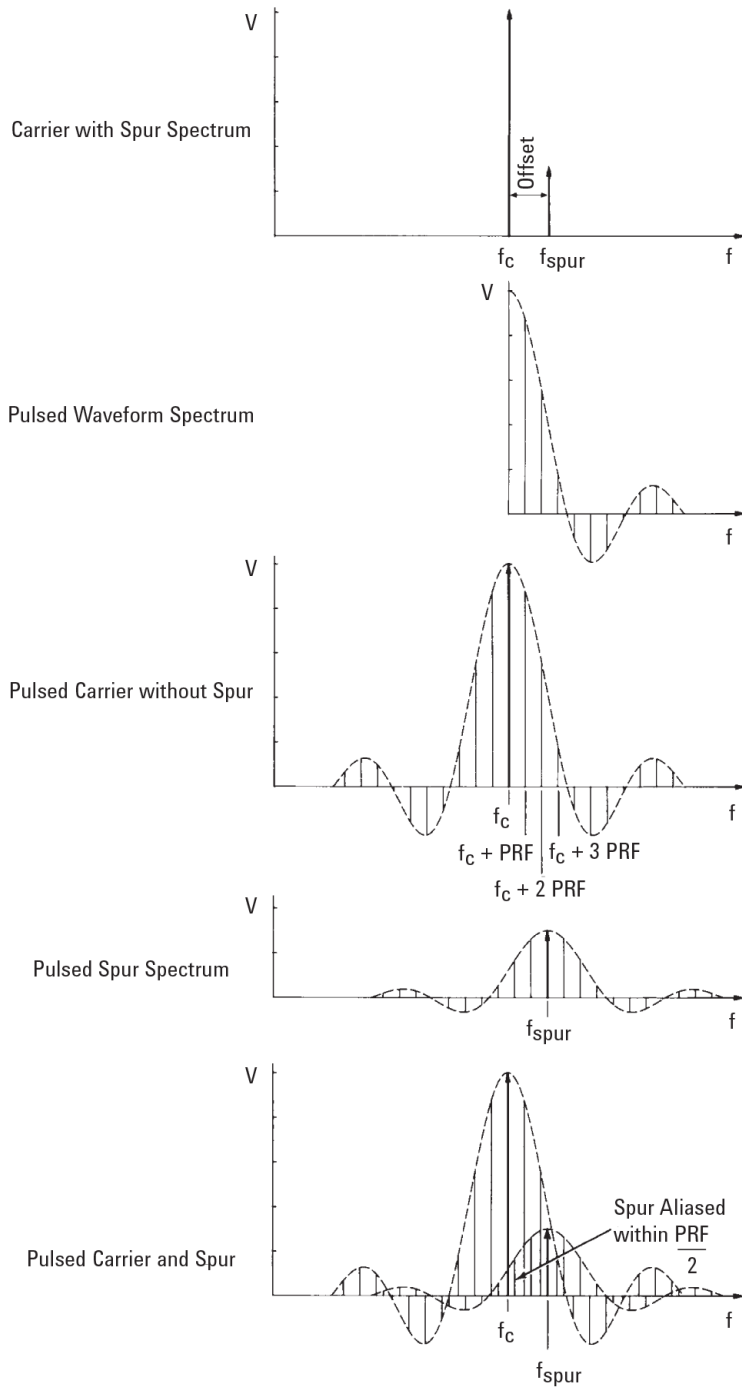 V
Carrier with Spur Spectrum
Offset
fc
fspur
f
V
Pulsed Waveform Spectrum
f
V
Pulsed Carrier without Spur
fc
f
fc + PRF
fc + 3 PRF
fc + 2 PRF
V
Pulsed Spur Spectrum
fspur
f
V
Spur Aliased
within PRF
2
Pulsed Carrier and Spur
fc
f
fspur